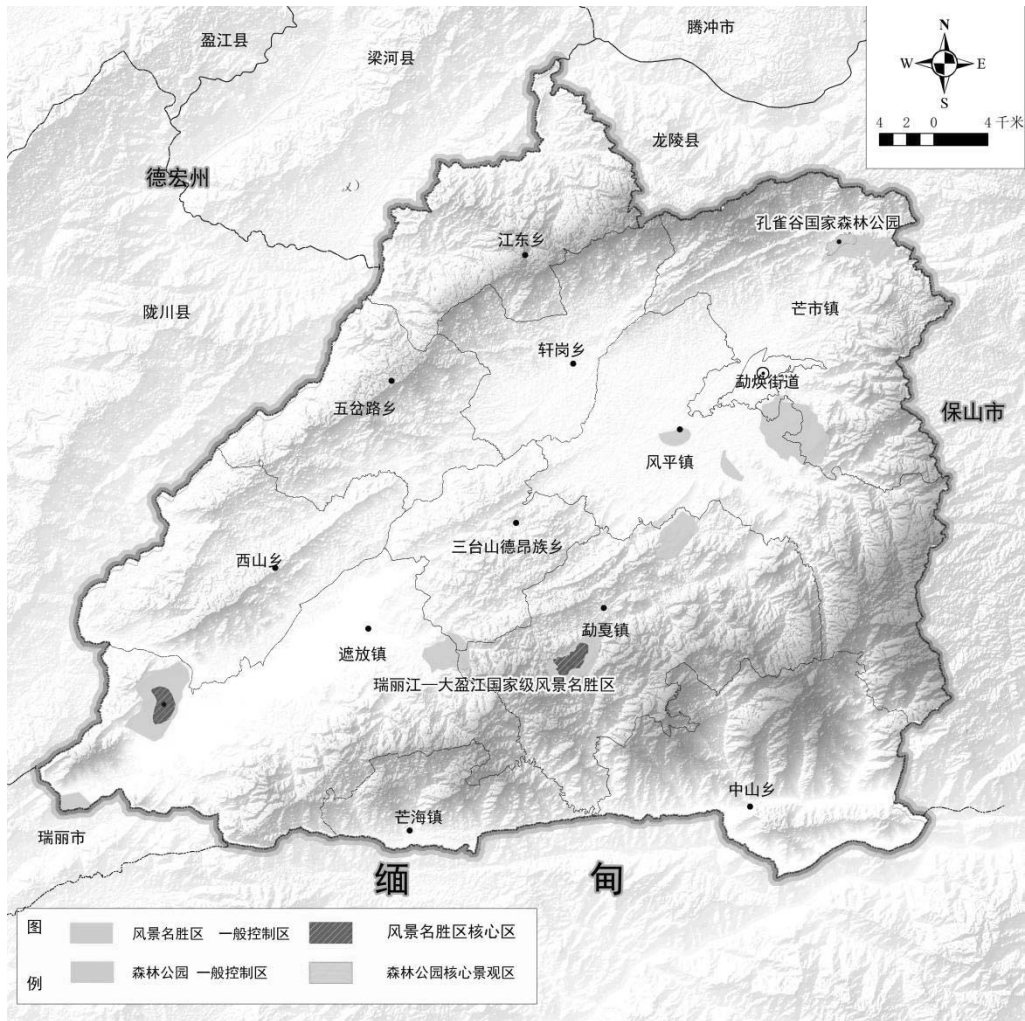 腾冲市
盈江县
梁河县
N
W
E
S
4 2 0 4 千米
龙陵县
德宏州
孔雀谷国家森林公园
江东乡
陇川县
芒市镇
轩岗乡
勐焕街道
五岔路乡
保山市
风平镇
三台山德昂族乡
西山乡
勐戛镇
遮放镇
瑞丽江—大盈江国家级风景名胜区
中山乡
芒海镇
瑞丽市
缅甸
图例
风景名胜区 一般控制区
风景名胜区核心区
森林公园 一般控制区
森林公园核心景观区